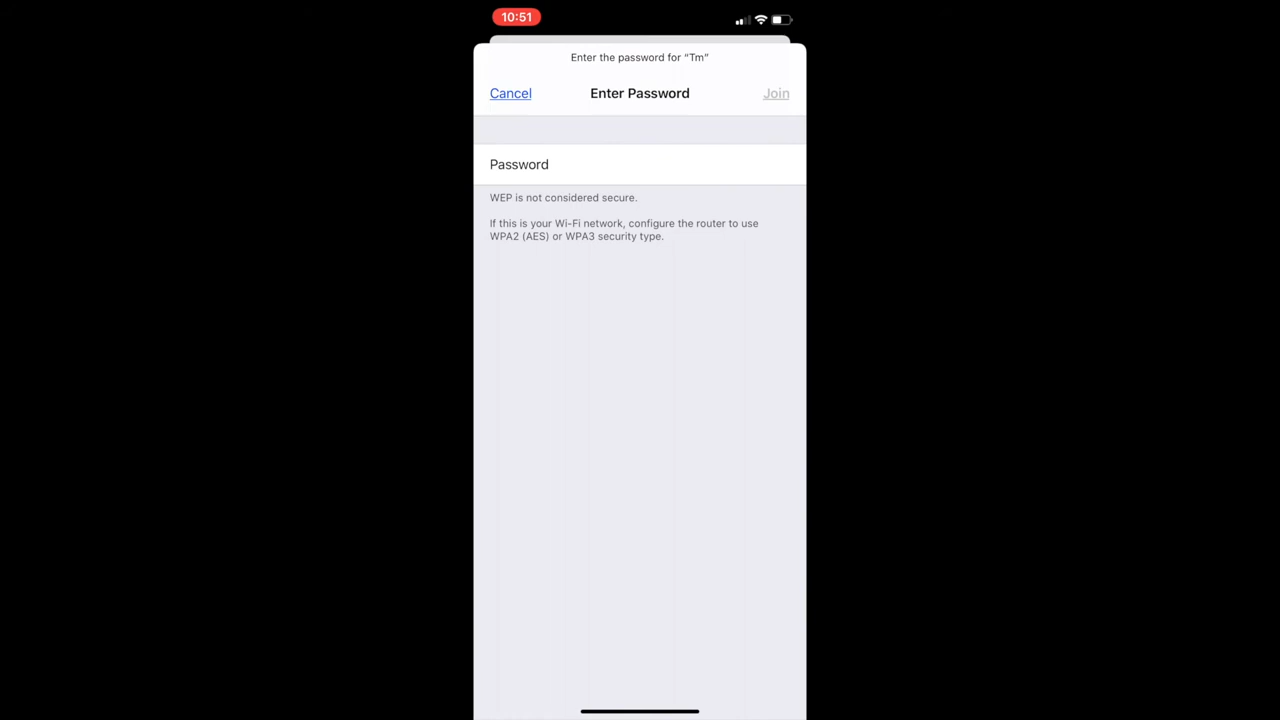 10:51
Enter the password for “Tm”
Cancel Enter Password Join
Password
WEP is not considered secure.
If this is your Wi-Fi network, configure the router to use
WPA2 (AES) or WPA3 security type.